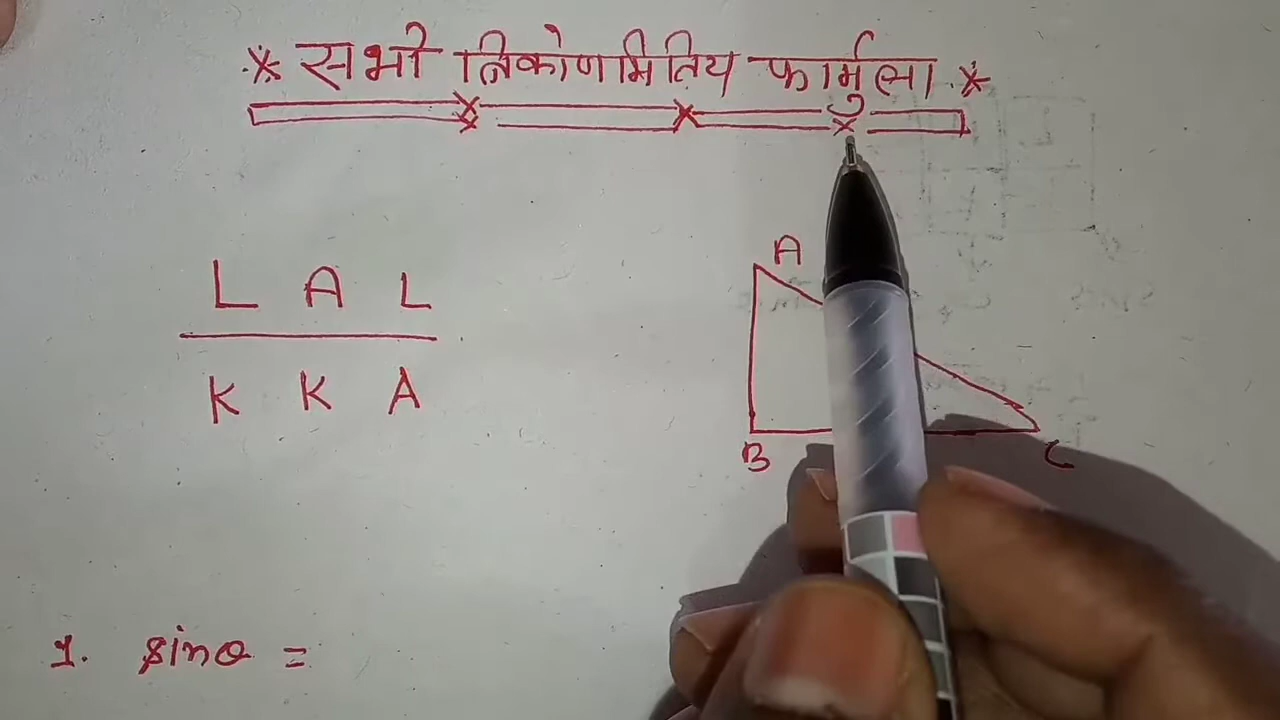 * सभी त्रिकोणमितिय फार्मुला *
L A L
K K A
A
B C
1. sinθ =